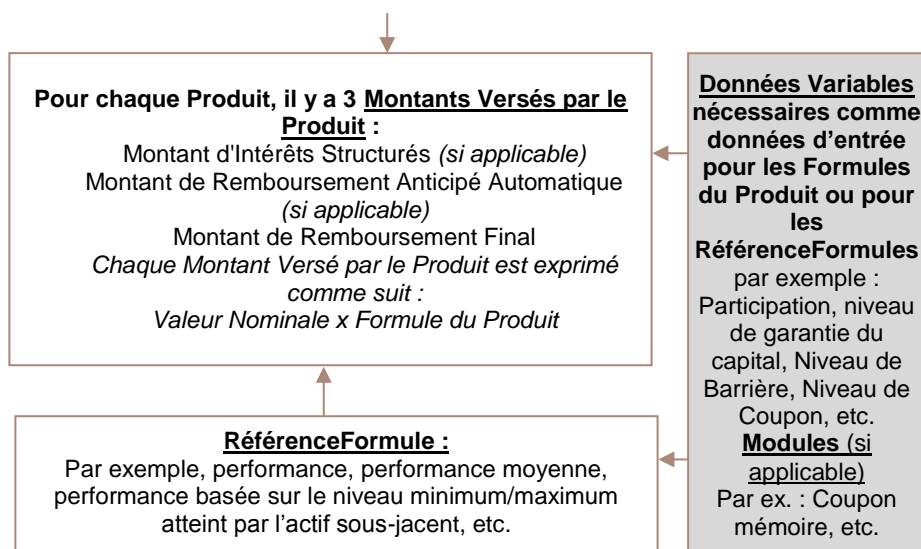 Pour chaque Produit, il y a 3 Montants Versés par le
Produit :
Montant d'Intérêts Structurés (si applicable)
Montant de Remboursement Anticipé Automatique
(si applicable)
Montant de Remboursement Final
Chaque Montant Versé par le Produit est exprimé
comme suit :
Valeur Nominale x Formule du Produit
Données Variables
nécessaires comme
données d’entrée
pour les Formules
du Produit ou pour
les
RéférenceFormules
par exemple :
Participation, niveau
de garantie du
capital, Niveau de
Barrière, Niveau de
Coupon, etc.
Modules (si
applicable)
Par ex. : Coupon
mémoire, etc.
RéférenceFormule :
Par exemple, performance, performance moyenne,
performance basée sur le niveau minimum/maximum
atteint par l’actif sous-jacent, etc.